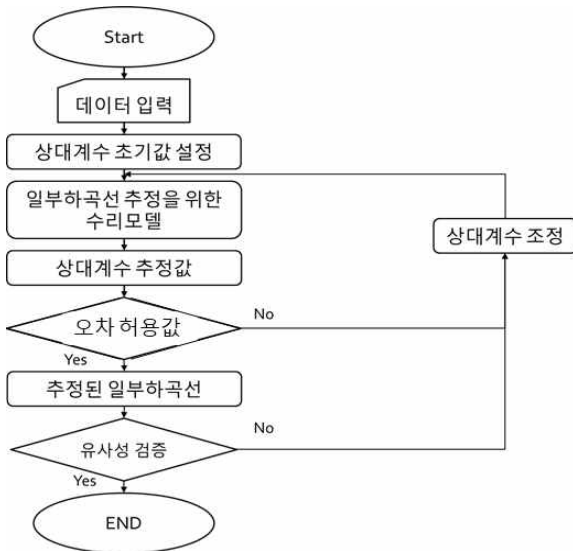 Start
데이터 입력
상대계수 초기값 설정
일부하곡선 추정을 위한
수리모델
상대계수 조정
상대계수 추정값
오차 허용값
No
Yes
추정된 일부하곡선
유사성 검증
No
Yes
END